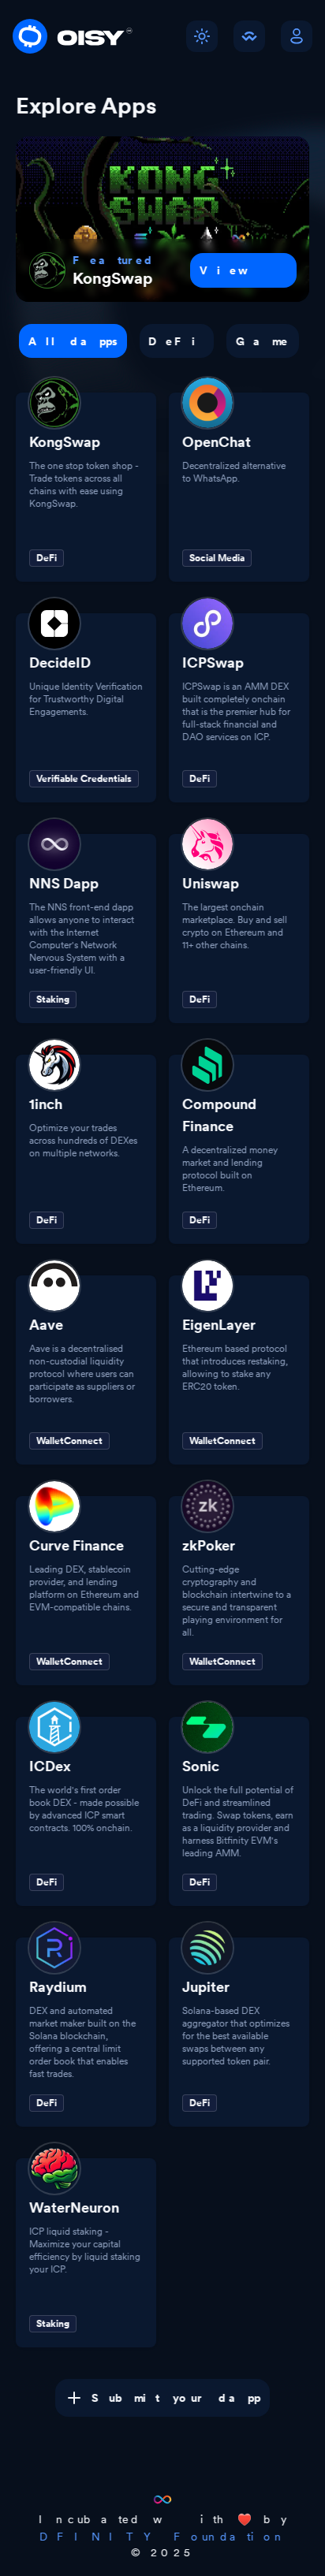 OISY
Explore Apps
KONG
SWAP
Featured
KongSwap
View
All dapps
DeFi
Game
KongSwap
The one stop token shop -
Trade tokens across all
chains with ease using
KongSwap.
DeFi
OpenChat
Decentralized alternative
to WhatsApp.
Social Media
DecideID
Unique Identity Verification
for Trustworthy Digital
Engagements.
Verifiable Credentials
ICPSwap
ICPSwap is an AMM DEX
built completely onchain
that is the premier hub for
full-stack financial and
DAO services on ICP.
DeFi
NNS Dapp
The NNS front-end dapp
allows anyone to interact
with the Internet
Computer's Network
Nervous System with a
user-friendly UI.
Staking
Uniswap
The largest onchain
marketplace. Buy and sell
crypto on Ethereum and
11+ other chains.
DeFi
1inch
Optimize your trades
across hundreds of DEXes
on multiple networks.
DeFi
Compound
Finance
A decentralized money
market and lending
protocol built on
Ethereum.
DeFi
Aave
Aave is a decentralised
non-custodial liquidity
protocol where users can
participate as suppliers or
borrowers.
WalletConnect
EigenLayer
Ethereum based protocol
that introduces restaking,
allowing to stake any
ERC20 token.
WalletConnect
Curve Finance
Leading DEX, stablecoin
provider, and lending
platform on Ethereum and
EVM-compatible chains.
WalletConnect
zk
zkPoker
Cutting-edge
cryptography and
blockchain intertwine to a
secure and transparent
playing environment for
all.
WalletConnect
ICDex
The world's first order
book DEX - made possible
by advanced ICP smart
contracts. 100% onchain.
DeFi
Sonic
Unlock the full potential of
DeFi and streamlined
trading. Swap tokens, earn
as a liquidity provider and
harness Bitfinity EVM's
leading AMM.
DeFi
Raydium
DEX and automated
market maker built on the
Solana blockchain,
offering a central limit
order book that enables
fast trades.
DeFi
Jupiter
Solana-based DEX
aggregator that optimizes
for the best available
swaps between any
supported token pair.
DeFi
WaterNeuron
ICP liquid staking -
Maximize your capital
efficiency by liquid staking
your ICP.
Staking
Submit your dapp
Incubated with ❤️ by
DFINITY Foundation
© 2025